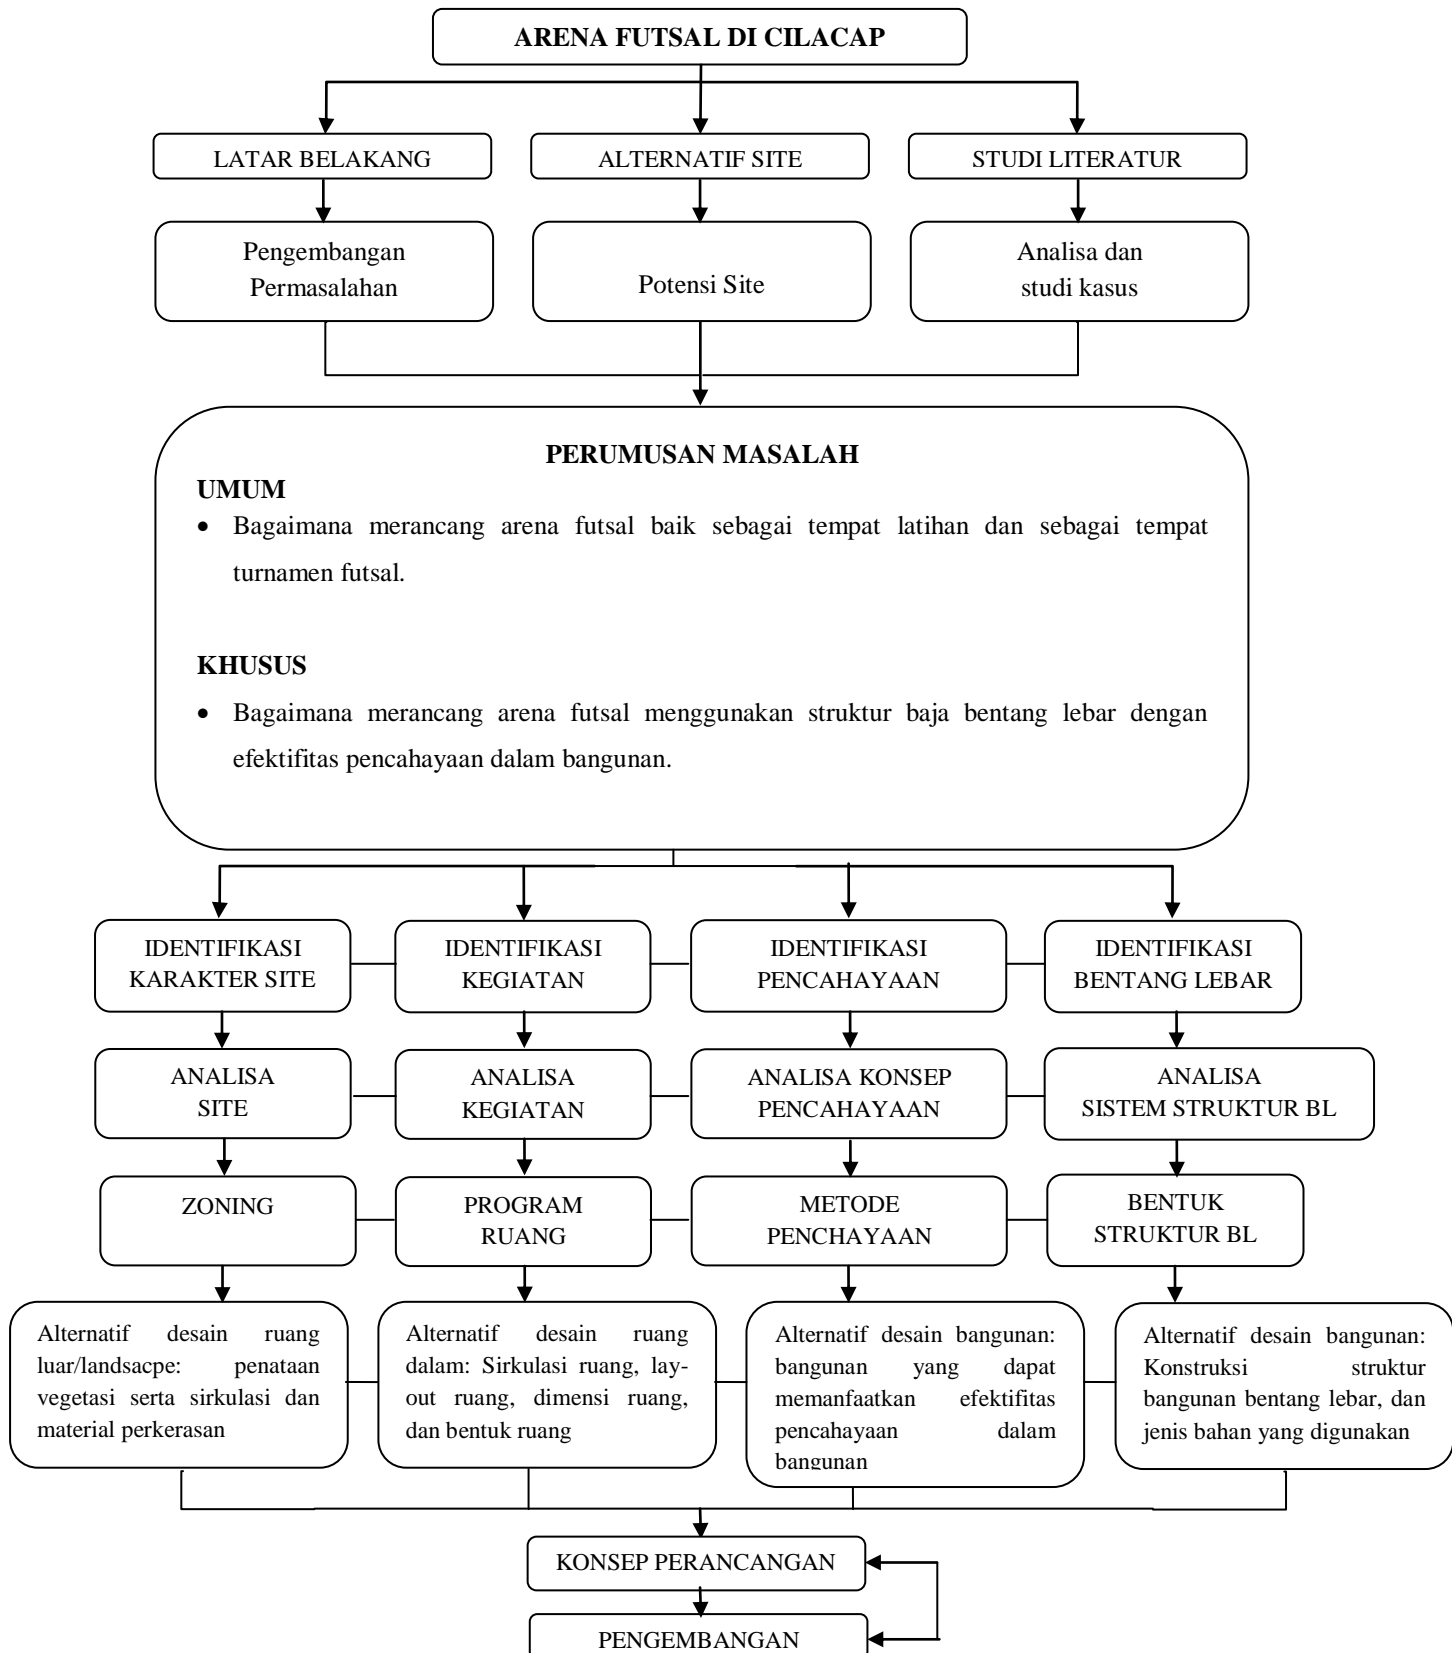 ARENA FUTSAL DI CILACAP
LATAR BELAKANG
ALTERNATIF SITE
STUDI LITERATUR
Pengembangan
Permasalahan
Potensi Site
Analisa dan
studi kasus
PERUMUSAN MASALAH
UMUM
• Bagaimana merancang arena futsal baik sebagai tempat latihan dan sebagai tempat
turnamen futsal.
KHUSUS
• Bagaimana merancang arena futsal menggunakan struktur baja bentang lebar dengan
efektifitas pencahayaan dalam bangunan.
IDENTIFIKASI
KARAKTER SITE
IDENTIFIKASI
KEGIATAN
IDENTIFIKASI
PENCAHAYAAN
IDENTIFIKASI
BENTANG LEBAR
ANALISA
SITE
ANALISA
KEGIATAN
ANALISA KONSEP
PENCAHAYAAN
ANALISA
SISTEM STRUKTUR BL
ZONING
PROGRAM
RUANG
METODE
PENCHAYAAN
BENTUK
STRUKTUR BL
Alternatif desain ruang
luar/landsacpe: penataan
vegetasi serta sirkulasi dan
material perkerasan
Alternatif desain ruang
dalam: Sirkulasi ruang, lay-
out ruang, dimensi ruang,
dan bentuk ruang
Alternatif desain bangunan:
bangunan yang dapat
memanfaatkan efektifitas
pencahayaan dalam
bangunan
Alternatif desain bangunan:
Konstruksi struktur
bangunan bentang lebar, dan
jenis bahan yang digunakan
KONSEP PERANCANGAN
PENGEMBANGAN